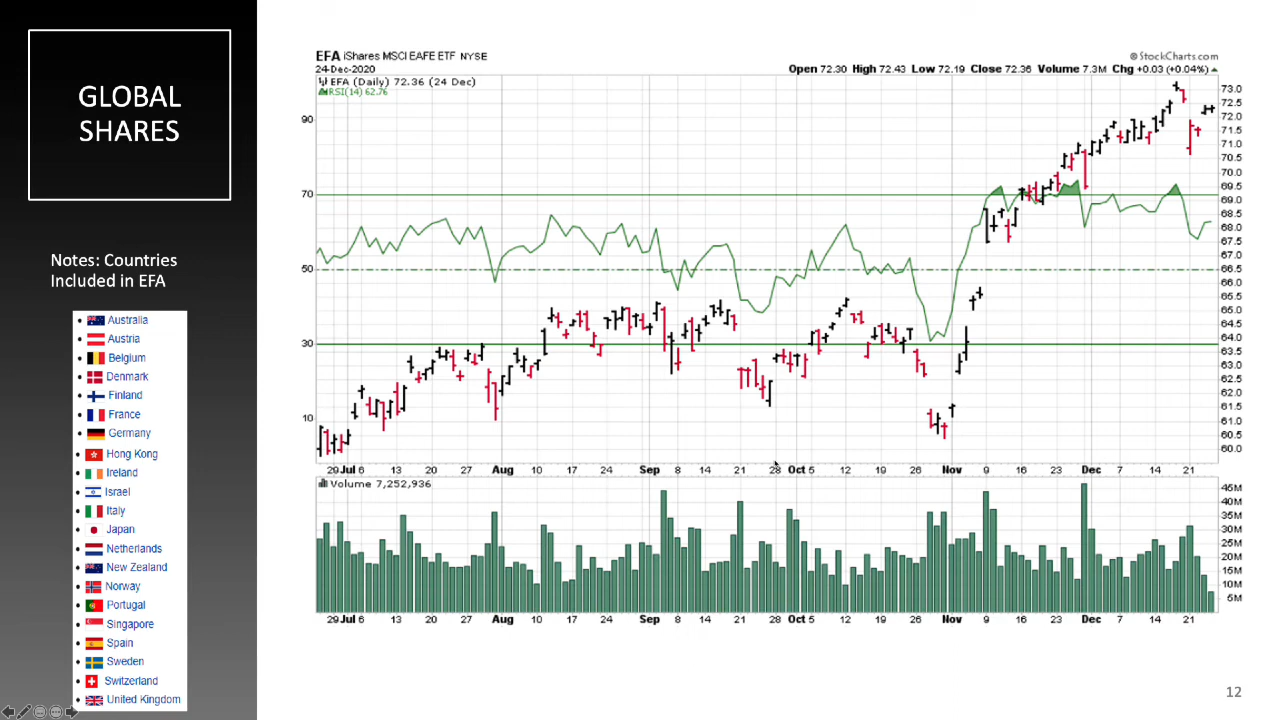 GLOBAL
SHARES
Notes: Countries
Included in EFA
Australia
Austria
Belgium
Denmark
Finland
France
Germany
Hong Kong
Ireland
Israel
Italy
Japan
Netherlands
New Zealand
Norway
Portugal
Singapore
Spain
Sweden
Switzerland
United Kingdom
EFA iShares MSCI EAFE ETF NYSE
© StockCharts.com
24-Dec-2020
Open 72.30 High 72.43 Low 72.19 Close 72.36 Volume 7.3M Chg +0.03 (+0.04%)
EFA (Daily) 72.36 (24 Dec)
RSI(14) 62.76
90
70
50
30
10
73.0
72.5
72.0
71.5
71.0
70.5
70.0
69.5
69.0
68.5
68.0
67.5
67.0
66.5
66.0
65.5
65.0
64.5
64.0
63.5
63.0
62.5
62.0
61.5
61.0
60.5
60.0
29 Jul 6 13 20 27 Aug 10 17 24 Sep 8 14 21 28 Oct 5 12 19 26 Nov 9 16 23 Dec 7 14 21
Volume 7,252,936
45M
40M
35M
30M
25M
20M
15M
10M
5M
29 Jul 6 13 20 27 Aug 10 17 24 Sep 8 14 21 28 Oct 5 12 19 26 Nov 9 16 23 Dec 7 14 21
12